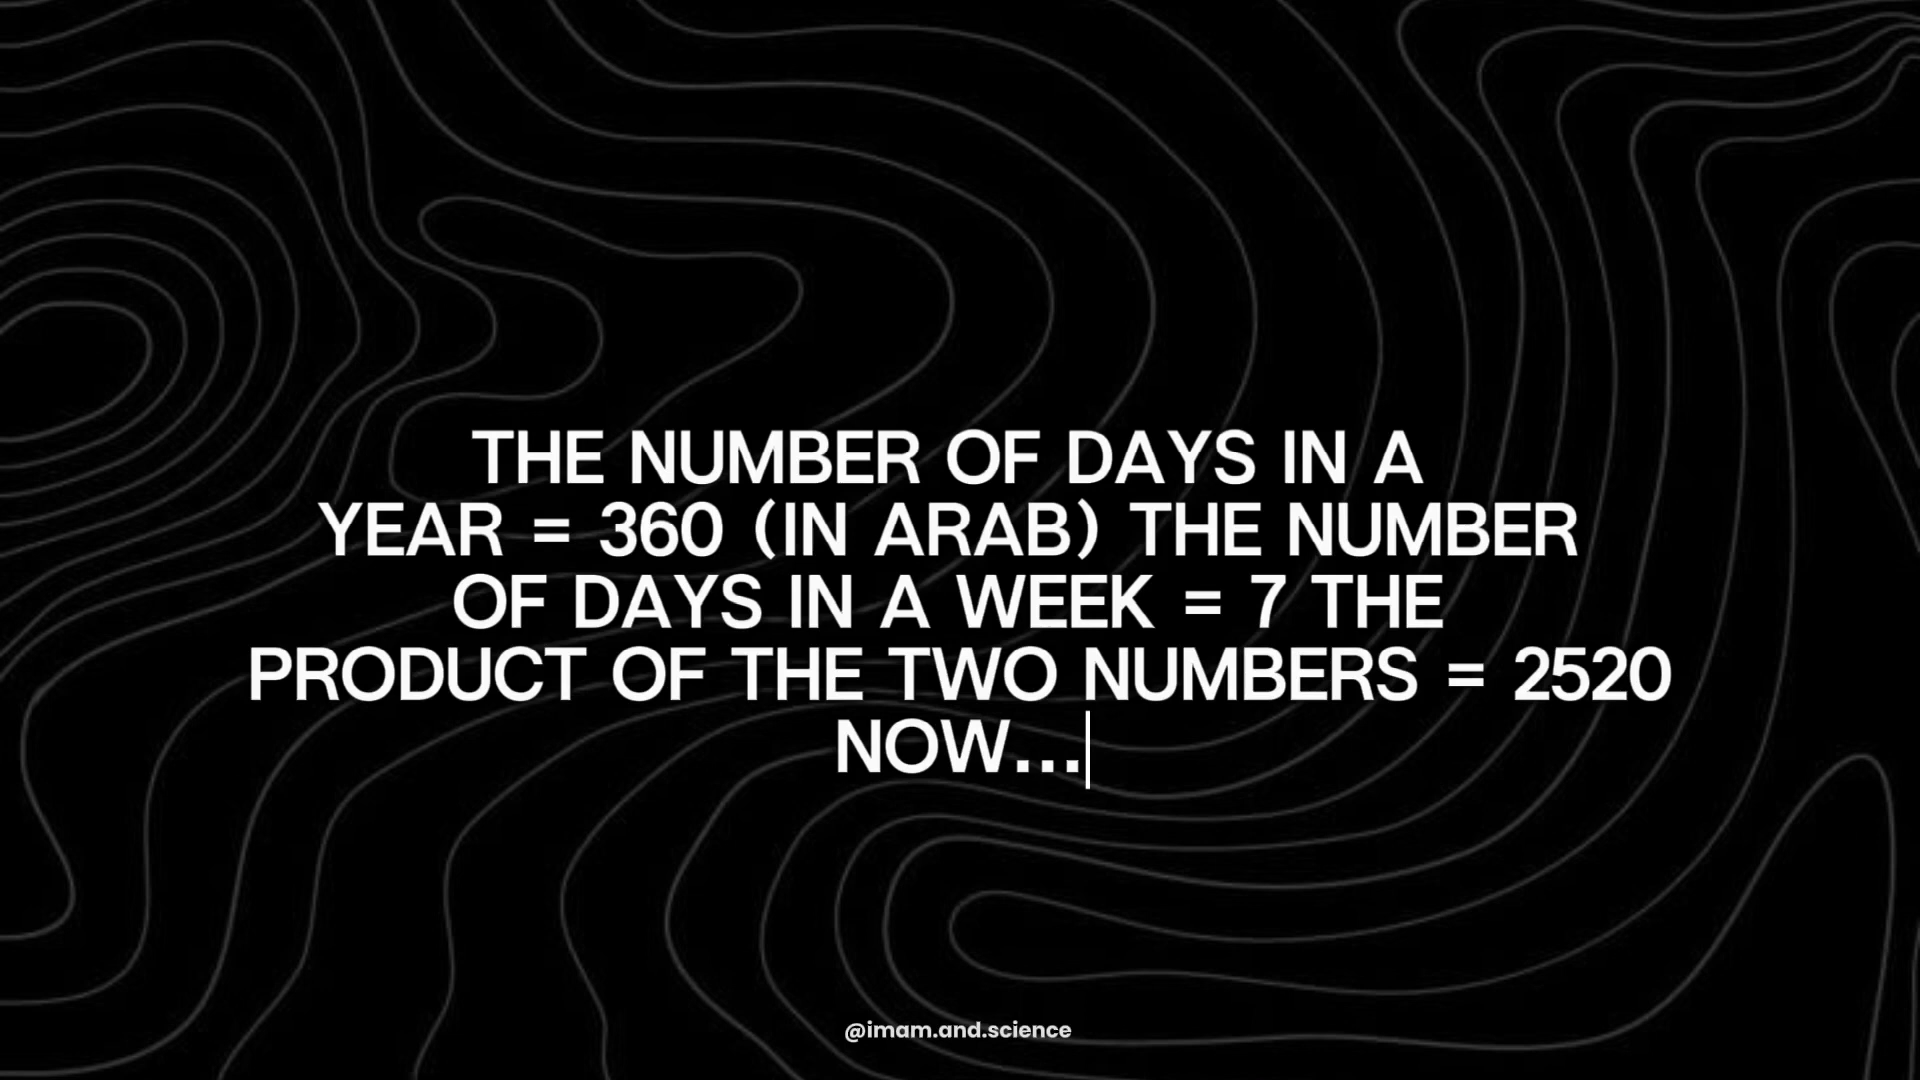 THE NUMBER OF DAYS IN A
YEAR = 360 (IN ARAB) THE NUMBER
OF DAYS IN A WEEK = 7 THE
PRODUCT OF THE TWO NUMBERS = 2520
NOW...
@imam.and.science